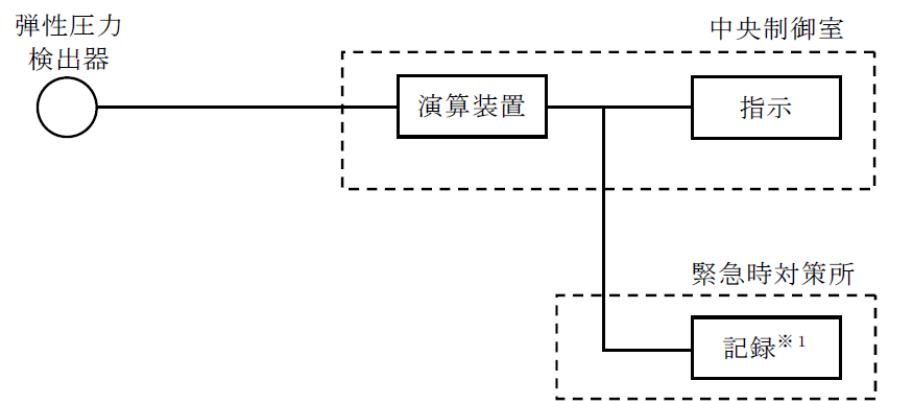 弾性圧力
検出器
中央制御室
演算装置
指示
緊急時対策所
記録※1